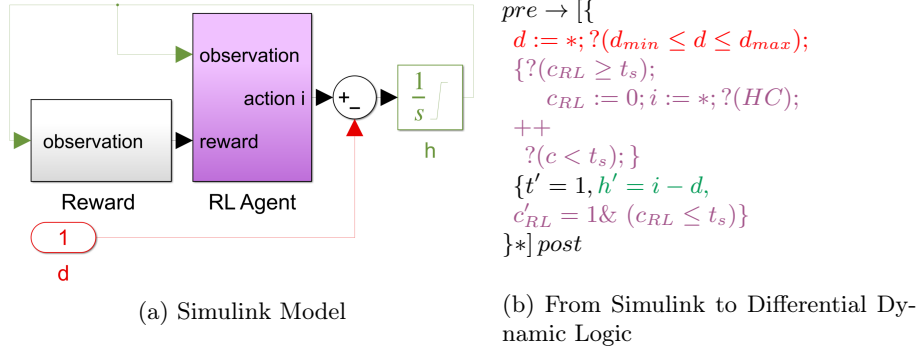 observation
action i
reward
RL Agent
observation
Reward
+
−
1
s
h
1
d
(a) Simulink Model
pre → [{
d := ∗; ?(d_min ≤ d ≤ d_max);
{?(c_RL ≥ t_s);
c_RL := 0; i := ∗; ?(HC);
++
?(c < t_s); }
{t′ = 1, h′ = i − d,
c′_RL = 1& (c_RL ≤ t_s)}
}∗] post
(b) From Simulink to Differential Dy-
namic Logic